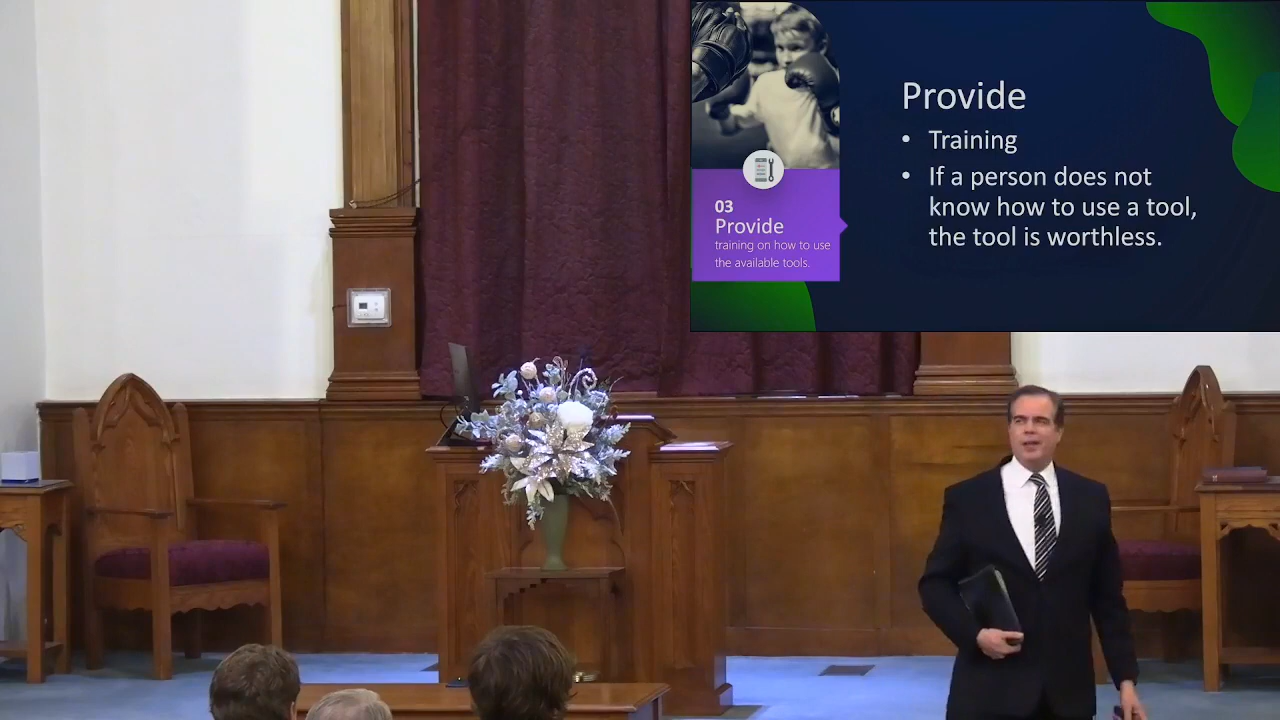 03
Provide
training on how to use
the available tools.
Provide
• Training
• If a person does not
know how to use a tool,
the tool is worthless.